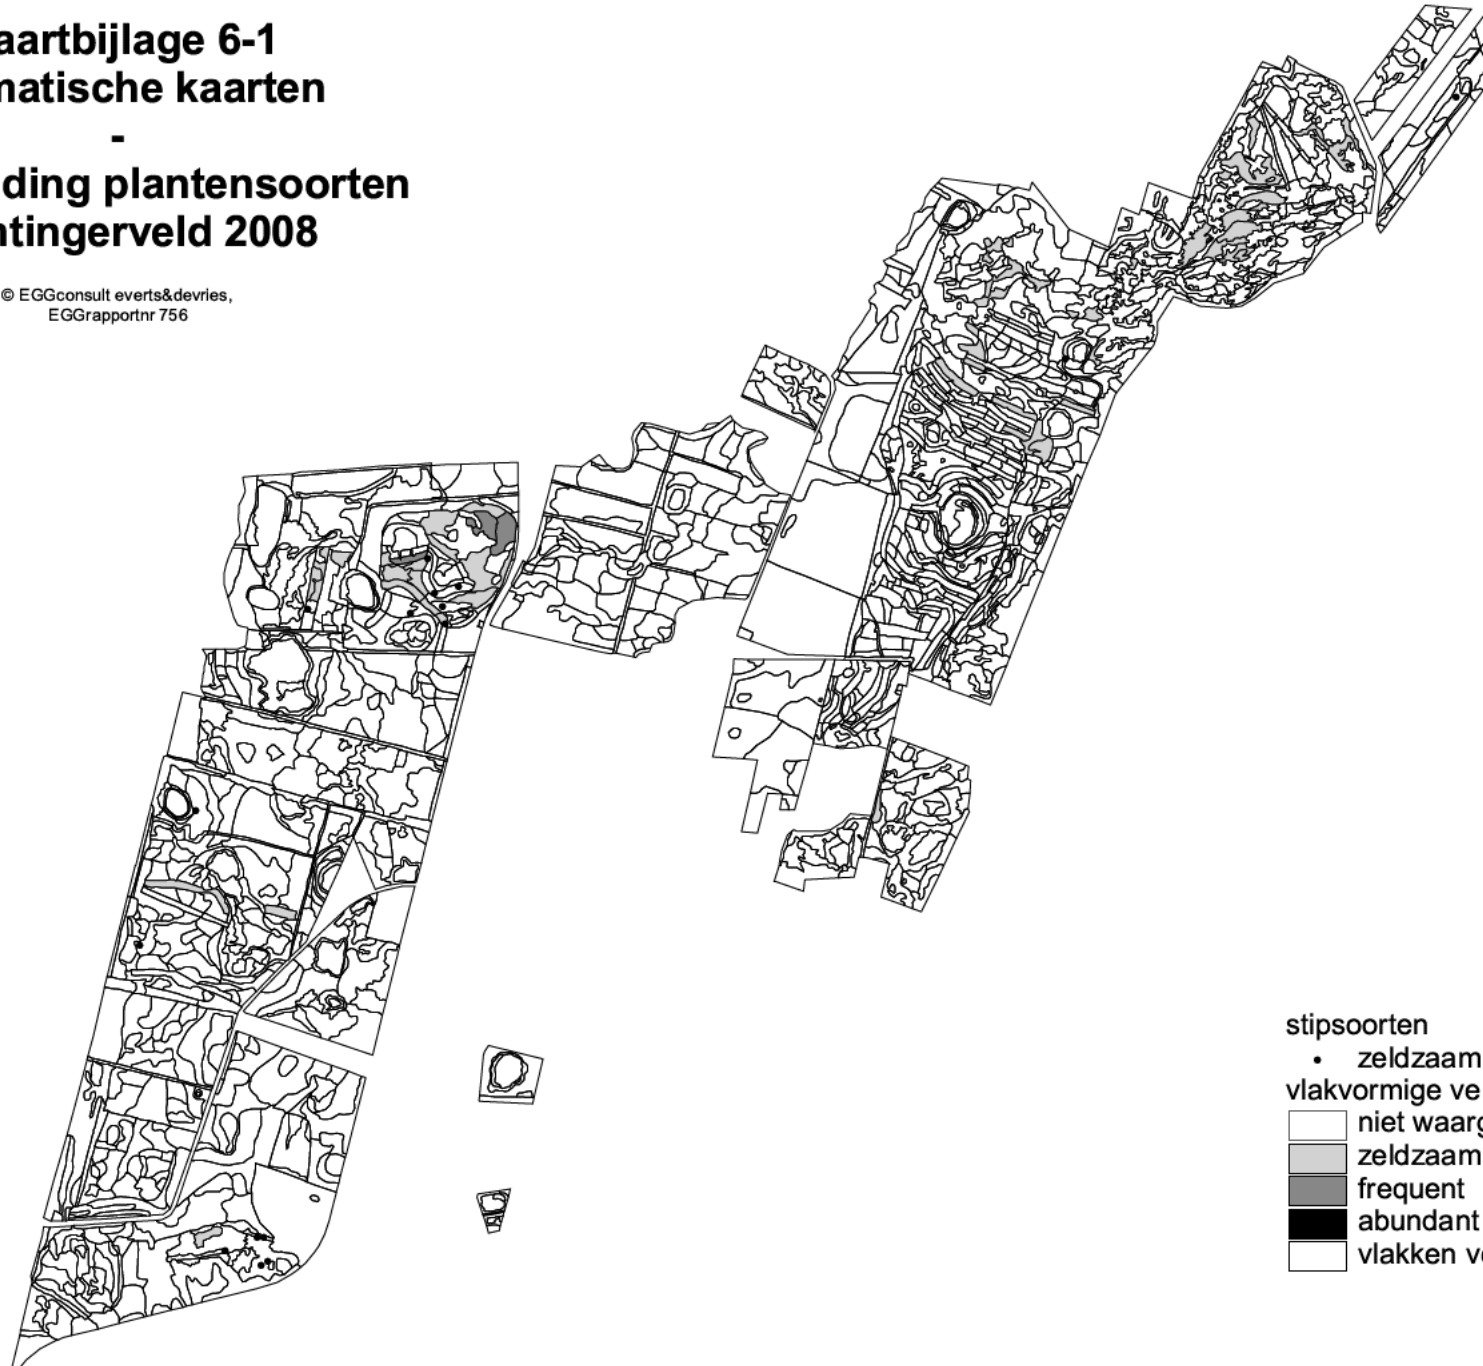 aartbijlage 6-1
matische kaarten
-
ding plantensoorten
tingerveld 2008
© EGGconsult everts&devries,
EGGrapportnr 756
stipsoorten
• zeldzaam
vlakvormige ve
niet waarg
zeldzaam
frequent
abundant
vlakken v